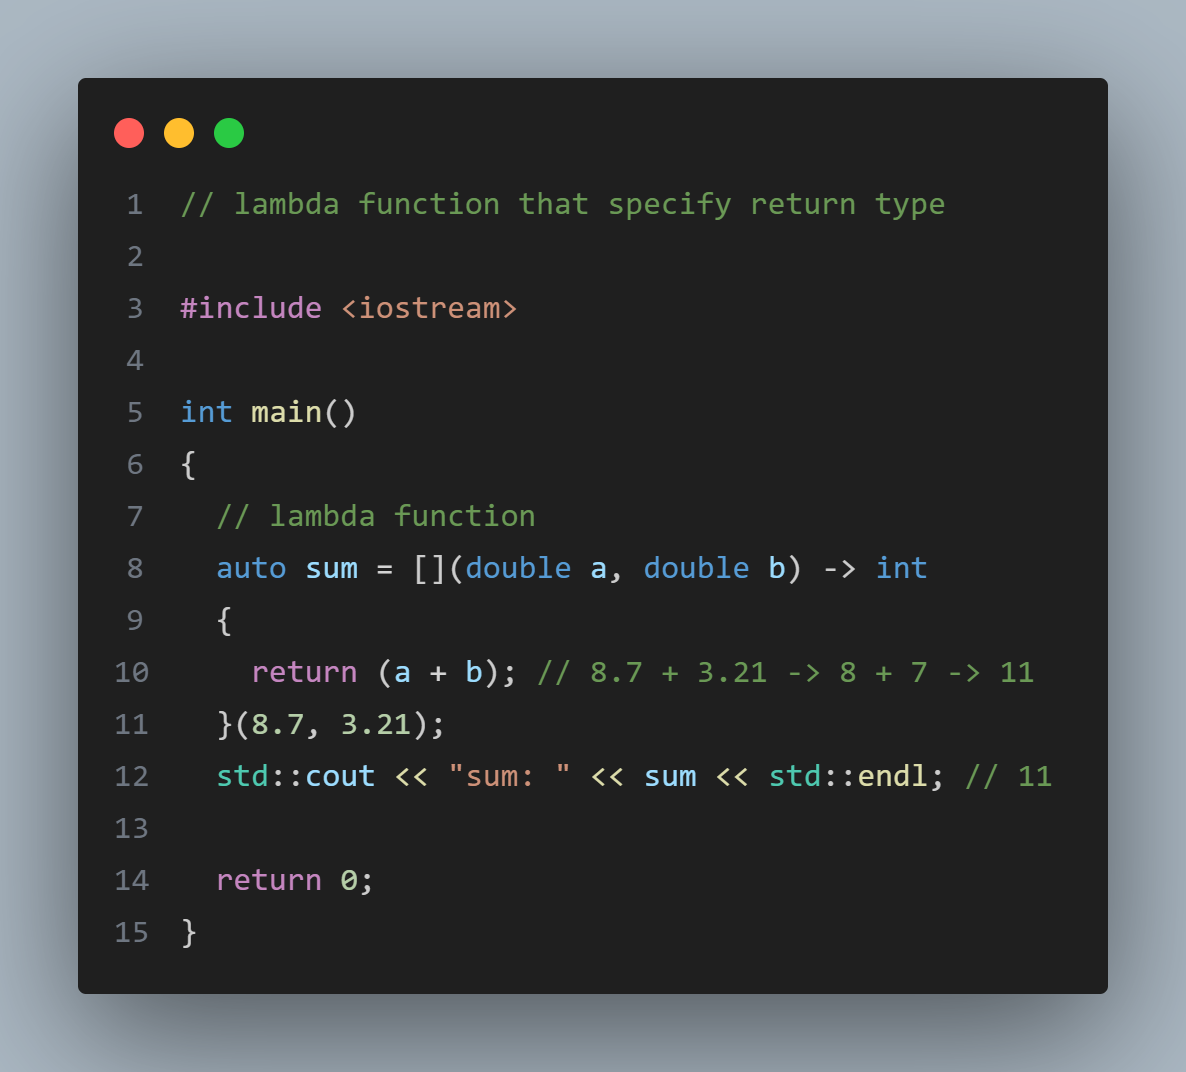 1 // lambda function that specify return type
2
3 #include <iostream>
4
5 int main()
6 {
7 // lambda function
8 auto sum = [](double a, double b) -> int
9 {
10 return (a + b); // 8.7 + 3.21 -> 8 + 7 -> 11
11 }(8.7, 3.21);
12 std::cout << "sum: " << sum << std::endl; // 11
13
14 return 0;
15 }